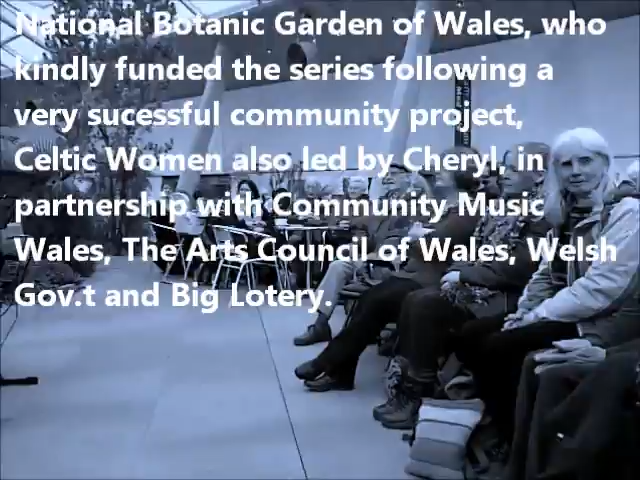 National Botanic Garden of Wales, who
kindly funded the series following a
very sucessful community project,
Celtic Women also led by Cheryl, in
partnership with Community Music
Wales, The Arts Council of Wales, Welsh
Gov.t and Big Lotery.